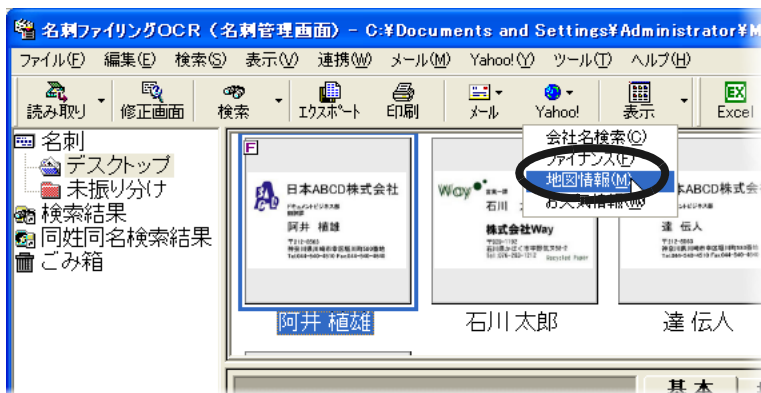 名刺ファイリングOCR（名刺管理画面）- C:¥Documents and Settings¥Administrator¥M
ファイル(F) 編集(E) 検索(S) 表示(V) 連携(W) メール(M) Yahoo!(Y) ツール(T) ヘルプ(H)
読み取り 修正画面 検索 エクスポート 印刷 メール Yahoo! 表示 Excel
会社名検索(C)
ファイナンス(F)
地図情報(M)
お天気情報(W)
名刺
デスクトップ
未振り分け
検索結果
同姓同名検索結果
ごみ箱
F
日本ABCD株式会社
阿井 植雄
Way
石川
株式会社Way
Recycled Paper
ABCD株式会
達 伝人
阿井 植雄
石川 太郎
達 伝人
基本